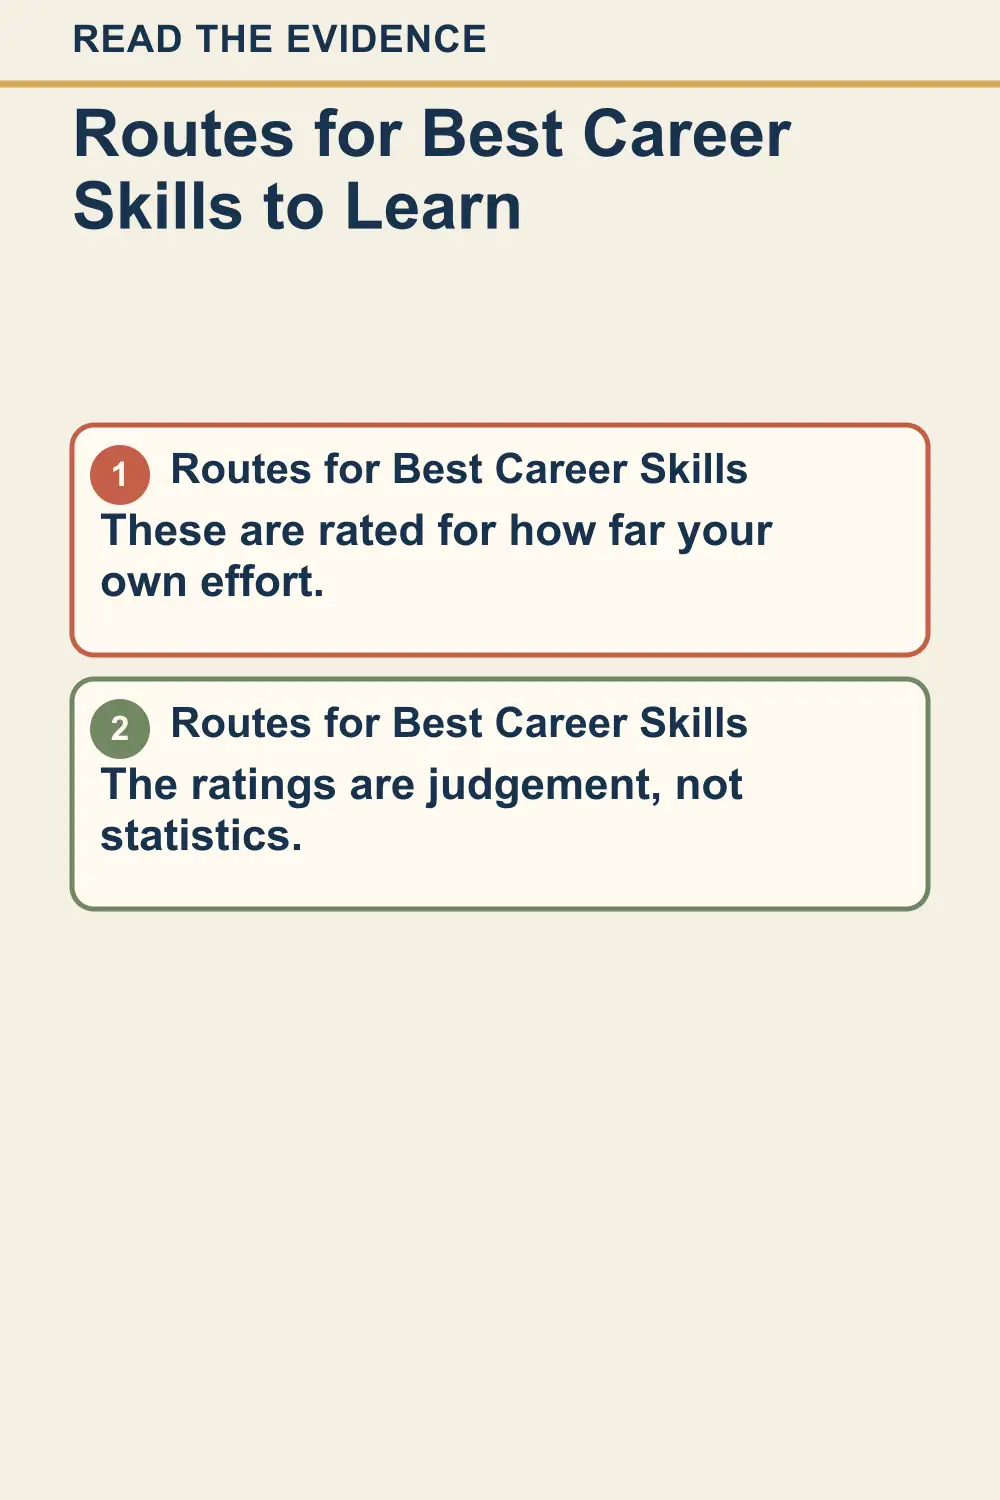 READ THE EVIDENCE
Routes for Best Career
Skills to Learn
1 Routes for Best Career Skills
These are rated for how far your
own effort.
2 Routes for Best Career Skills
The ratings are judgement, not
statistics.